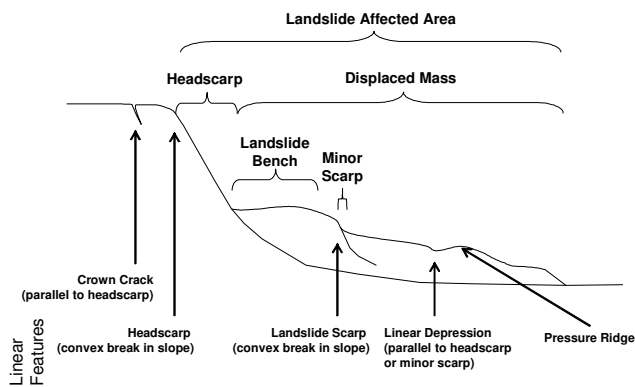 Landslide Affected Area
Headscarp
Displaced Mass
Landslide
Bench
Minor
Scarp
Crown Crack
(parallel to headscarp)
Headscarp
(convex break in slope)
Landslide Scarp
(convex break in slope)
Linear Depression
(parallel to headscarp
or minor scarp)
Pressure Ridge
Linear
Features